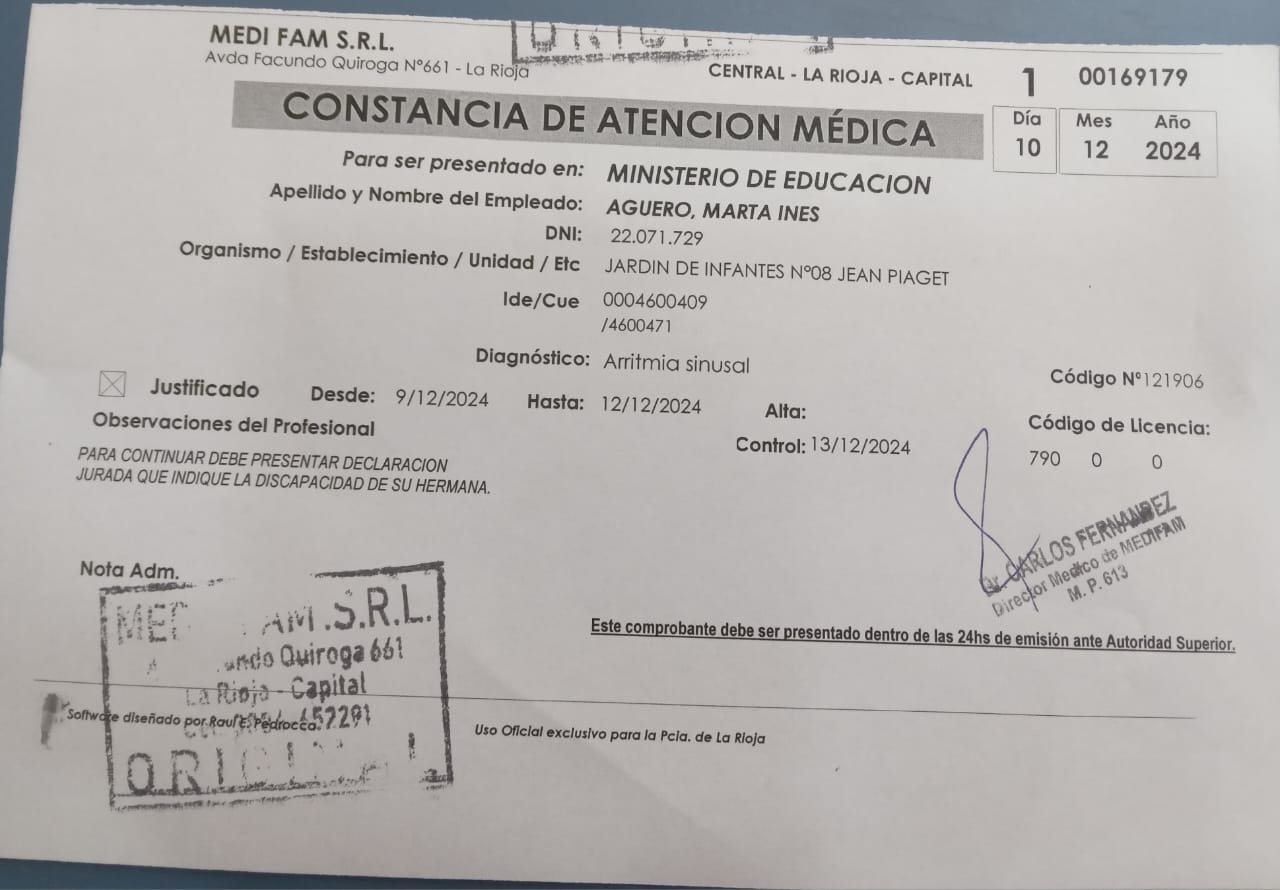 MEDI FAM S.R.L.
Avda Facundo Quiroga Nº661 - La Rioja
CENTRAL - LA RIOJA - CAPITAL
1 00169179
CONSTANCIA DE ATENCION MÉDICA
Día Mes Año
10 12 2024
Para ser presentado en: MINISTERIO DE EDUCACION
Apellido y Nombre del Empleado: AGUERO, MARTA INES
DNI: 22.071.729
Organismo / Establecimiento / Unidad / Etc JARDIN DE INFANTES Nº08 JEAN PIAGET
Ide/Cue 0004600409
/4600471
Diagnóstico: Arritmia sinusal
Código Nº121906
Justificado Desde: 9/12/2024 Hasta: 12/12/2024 Alta:
Control: 13/12/2024
Código de Licencia:
790 0 0
Observaciones del Profesional
PARA CONTINUAR DEBE PRESENTAR DECLARACION
JURADA QUE INDIQUE LA DISCAPACIDAD DE SU HERMANA.
Dr. CARLOS FERNANDEZ
Director Medico de MEDIFAM
M. P. 613
Nota Adm.
S.R.L.
Quiroga 661
La Rioja - Capital
457291
Este comprobante debe ser presentado dentro de las 24hs de emisión ante Autoridad Superior.
Software diseñado por Raul E. Pedrocca.
Uso Oficial exclusivo para la Pcia. de La Rioja